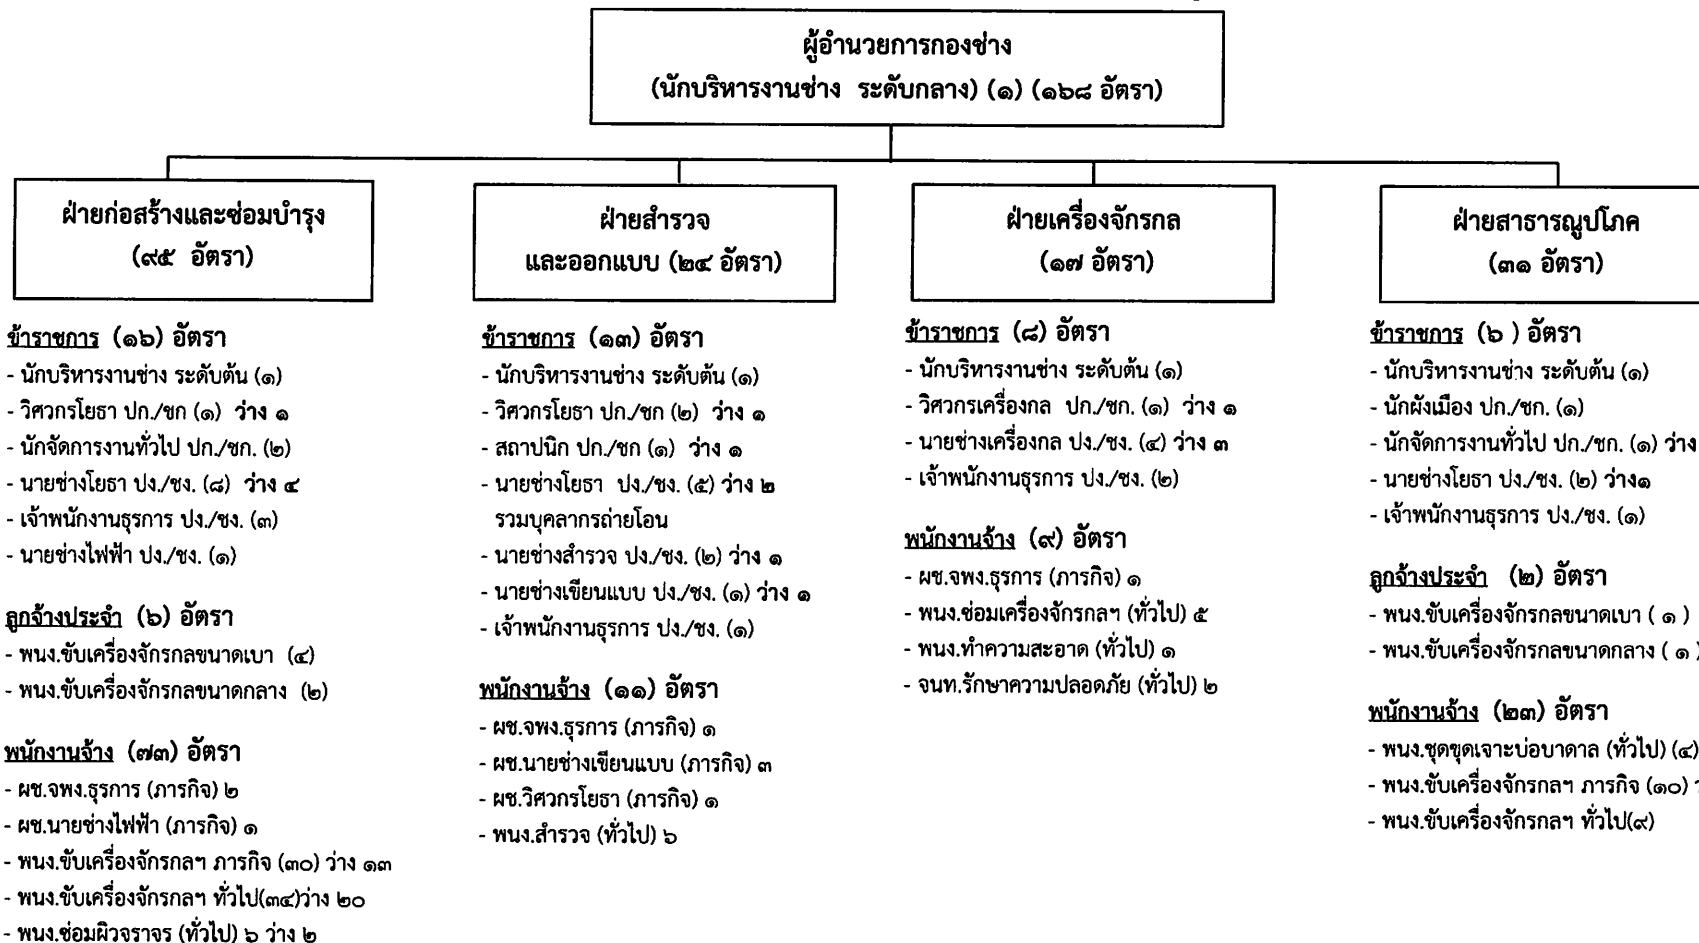 ผู้อำนวยการกองช่าง
(นักบริหารงานช่าง ระดับกลาง) (๑) (๑๖๘ อัตรา)
ฝ่ายก่อสร้างและซ่อมบำรุง
(๙๕ อัตรา)
ข้าราชการ (๑๖) อัตรา
- นักบริหารงานช่าง ระดับต้น (๑)
- วิศวกรโยธา ปก./ชก (๑) ว่าง ๑
- นักจัดการงานทั่วไป ปก./ชก. (๒)
- นายช่างโยธา ปง./ชง. (๘) ว่าง ๔
- เจ้าพนักงานธุรการ ปง./ชง. (๓)
- นายช่างไฟฟ้า ปง./ชง. (๑)
ลูกจ้างประจำ (๖) อัตรา
- พนง.ขับเครื่องจักรกลขนาดเบา (๔)
- พนง.ขับเครื่องจักรกลขนาดกลาง (๒)
พนักงานจ้าง (๗๓) อัตรา
- ผช.จพง.ธุรการ (ภารกิจ) ๒
- ผช.นายช่างไฟฟ้า (ภารกิจ) ๑
- พนง.ขับเครื่องจักรกลฯ ภารกิจ (๓๐) ว่าง ๑๓
- พนง.ขับเครื่องจักรกลฯ ทั่วไป(๓๔)ว่าง ๒๐
- พนง.ซ่อมผิวจราจร (ทั่วไป) ๖ ว่าง ๒
ฝ่ายสำรวจ
และออกแบบ (๒๔ อัตรา)
ข้าราชการ (๑๓) อัตรา
- นักบริหารงานช่าง ระดับต้น (๑)
- วิศวกรโยธา ปก./ชก (๒) ว่าง ๑
- สถาปนิก ปก./ชก (๑) ว่าง ๑
- นายช่างโยธา ปง./ชง. (๕) ว่าง ๒
รวมบุคลากรถ่ายโอน
- นายช่างสำรวจ ปง./ชง. (๒) ว่าง ๑
- นายช่างเขียนแบบ ปง./ชง. (๑) ว่าง ๑
- เจ้าพนักงานธุรการ ปง./ชง. (๑)
พนักงานจ้าง (๑๑) อัตรา
- ผช.จพง.ธุรการ (ภารกิจ) ๑
- ผช.นายช่างเขียนแบบ (ภารกิจ) ๓
- ผช.วิศวกรโยธา (ภารกิจ) ๑
- พนง.สำรวจ (ทั่วไป) ๖
ฝ่ายเครื่องจักรกล
(๑๗ อัตรา)
ข้าราชการ (๘) อัตรา
- นักบริหารงานช่าง ระดับต้น (๑)
- วิศวกรเครื่องกล ปก./ชก. (๑) ว่าง ๑
- นายช่างเครื่องกล ปง./ชง. (๔) ว่าง ๓
- เจ้าพนักงานธุรการ ปง./ชง. (๒)
พนักงานจ้าง (๙) อัตรา
- ผช.จพง.ธุรการ (ภารกิจ) ๑
- พนง.ซ่อมเครื่องจักรกลฯ (ทั่วไป) ๕
- พนง.ทำความสะอาด (ทั่วไป) ๑
- จนท.รักษาความปลอดภัย (ทั่วไป) ๒
ฝ่ายสาธารณูปโภค
(๓๑ อัตรา)
ข้าราชการ (๖ ) อัตรา
- นักบริหารงานช่าง ระดับต้น (๑)
- นักผังเมือง ปก./ชก. (๑)
- นักจัดการงานทั่วไป ปก./ชก. (๑) ว่าง
- นายช่างโยธา ปง./ชง. (๒) ว่าง๑
- เจ้าพนักงานธุรการ ปง./ชง. (๑)
ลูกจ้างประจำ (๒) อัตรา
- พนง.ขับเครื่องจักรกลขนาดเบา ( ๑ )
- พนง.ขับเครื่องจักรกลขนาดกลาง ( ๑ )
พนักงานจ้าง (๒๓) อัตรา
- พนง.ชุดขุดเจาะบ่อบาดาล (ทั่วไป) (๔)
- พนง.ขับเครื่องจักรกลฯ ภารกิจ (๑๐)
- พนง.ขับเครื่องจักรกลฯ ทั่วไป(๙)